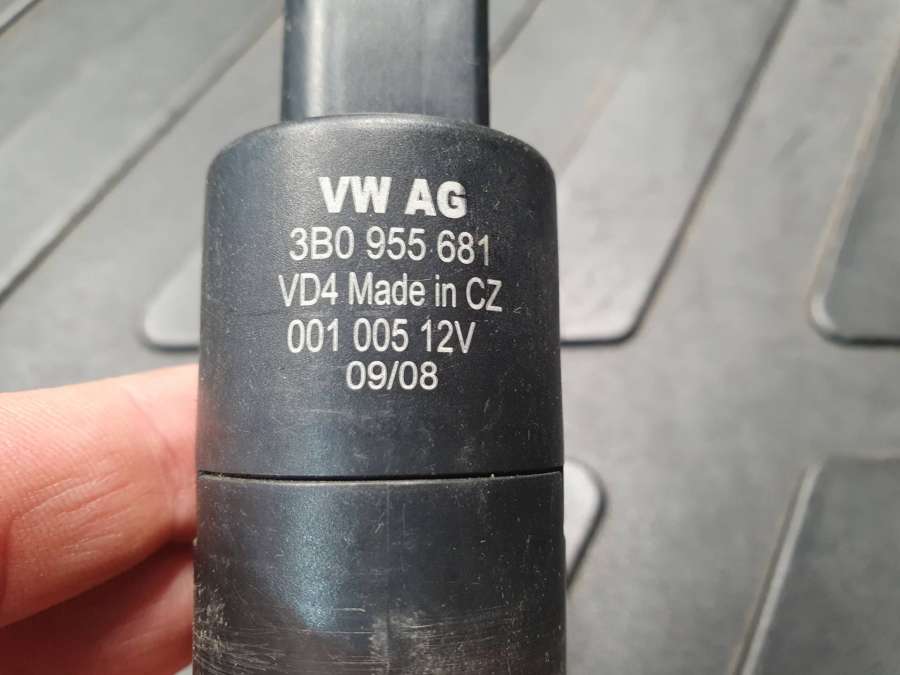 VW AG
3B0 955 681
VD4 Made in CZ
001 005 12V
09/08